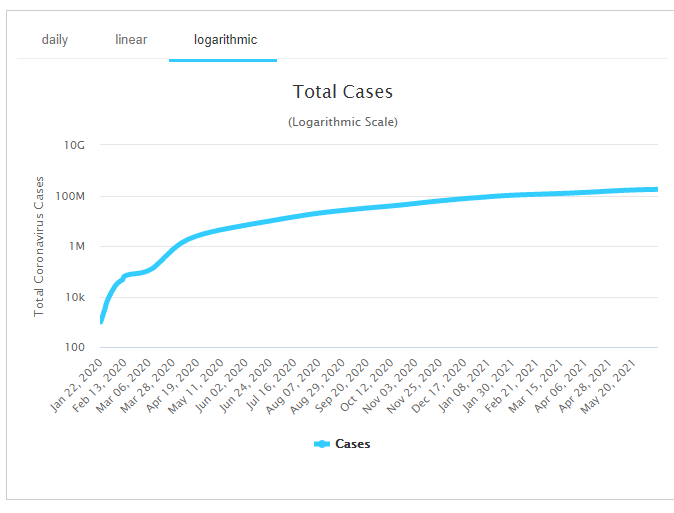 daily linear logarithmic
Total Cases
(Logarithmic Scale)
Total Coronavirus Cases
10G
100M
1M
10k
100
Jan 22, 2020
Feb 13, 2020
Mar 06, 2020
Mar 28, 2020
Apr 19, 2020
May 11, 2020
Jun 02, 2020
Jun 24, 2020
Jul 16, 2020
Aug 07, 2020
Aug 29, 2020
Sep 20, 2020
Oct 12, 2020
Nov 03, 2020
Nov 25, 2020
Dec 17, 2020
Jan 08, 2021
Jan 30, 2021
Feb 21, 2021
Mar 15, 2021
Apr 06, 2021
Apr 28, 2021
May 20, 2021
Cases